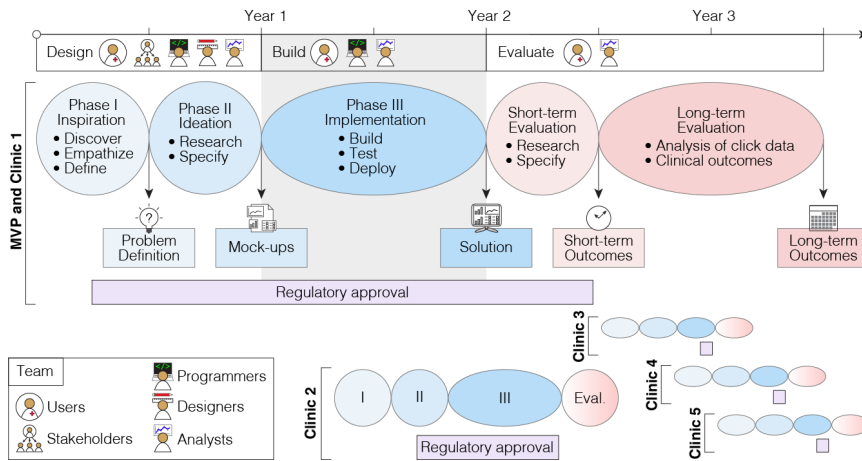 Year 1
Year 2
Year 3
Design
Build
Evaluate
MVP and Clinic 1
Phase I
Inspiration
• Discover
• Empathize
• Define
Phase II
Ideation
• Research
• Specify
Phase III
Implementation
• Build
• Test
• Deploy
Short-term
Evaluation
• Research
• Specify
Long-term
Evaluation
• Analysis of click data
• Clinical outcomes
?
Problem
Definition
Mock-ups
Solution
Short-term
Outcomes
Long-term
Outcomes
Regulatory approval
Team
Users
Stakeholders
</>
Programmers
Designers
Analysts
Clinic 2
I
II
III
Eval.
Regulatory approval
Clinic 3
Clinic 4
Clinic 5